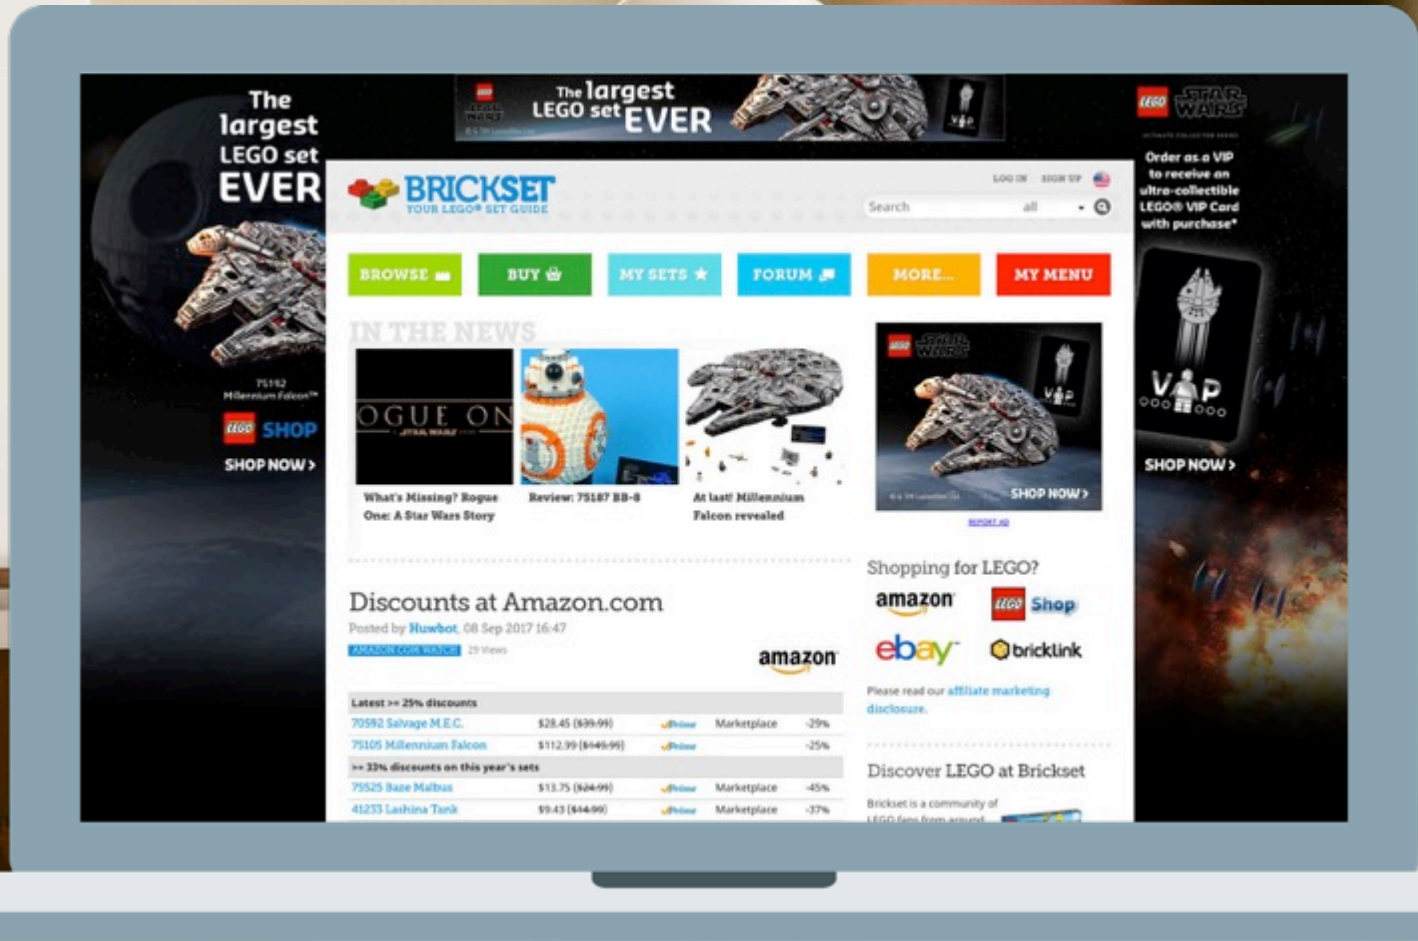 The largest
LEGO set EVER
The
largest
LEGO set
EVER
75192
Millennium Falcon™
LEGO SHOP
SHOP NOW >
LEGO STAR WARS
Order as a VIP
to receive an
ultra-collectible
LEGO® VIP Card
with purchase*
VIP
SHOP NOW >
BRICKSET
YOUR LEGO® SET GUIDE
LOG IN SIGN UP
Search all
BROWSE BUY MY SETS FORUM MORE... MY MENU
IN THE NEWS
OGUE ON
What's Missing? Rogue
One: A Star Wars Story
Review: 75187 BB-8
At last! Millennium
Falcon revealed
LEGO STAR WARS
VIP
SHOP NOW >
REPORT AD
Discounts at Amazon.com
Posted by Huwbot, 08 Sep 2017 16:47
AMAZON.COM WATCH 29 Views
amazon
Latest >= 25% discounts
70592 Salvage M.E.C. $28.45 ($39.99) Prime Marketplace -29%
75105 Millennium Falcon $112.99 ($149.99) Prime -25%
>= 33% discounts on this year's sets
75525 Baze Malbus $13.75 ($24.99) Prime Marketplace -45%
41233 Lashina Tank $9.43 ($14.99) Prime Marketplace -37%
Shopping for LEGO?
amazon LEGO Shop
ebay bricklink
Please read our affiliate marketing
disclosure.
Discover LEGO at Brickset
Brickset is a community of
LEGO fans from around